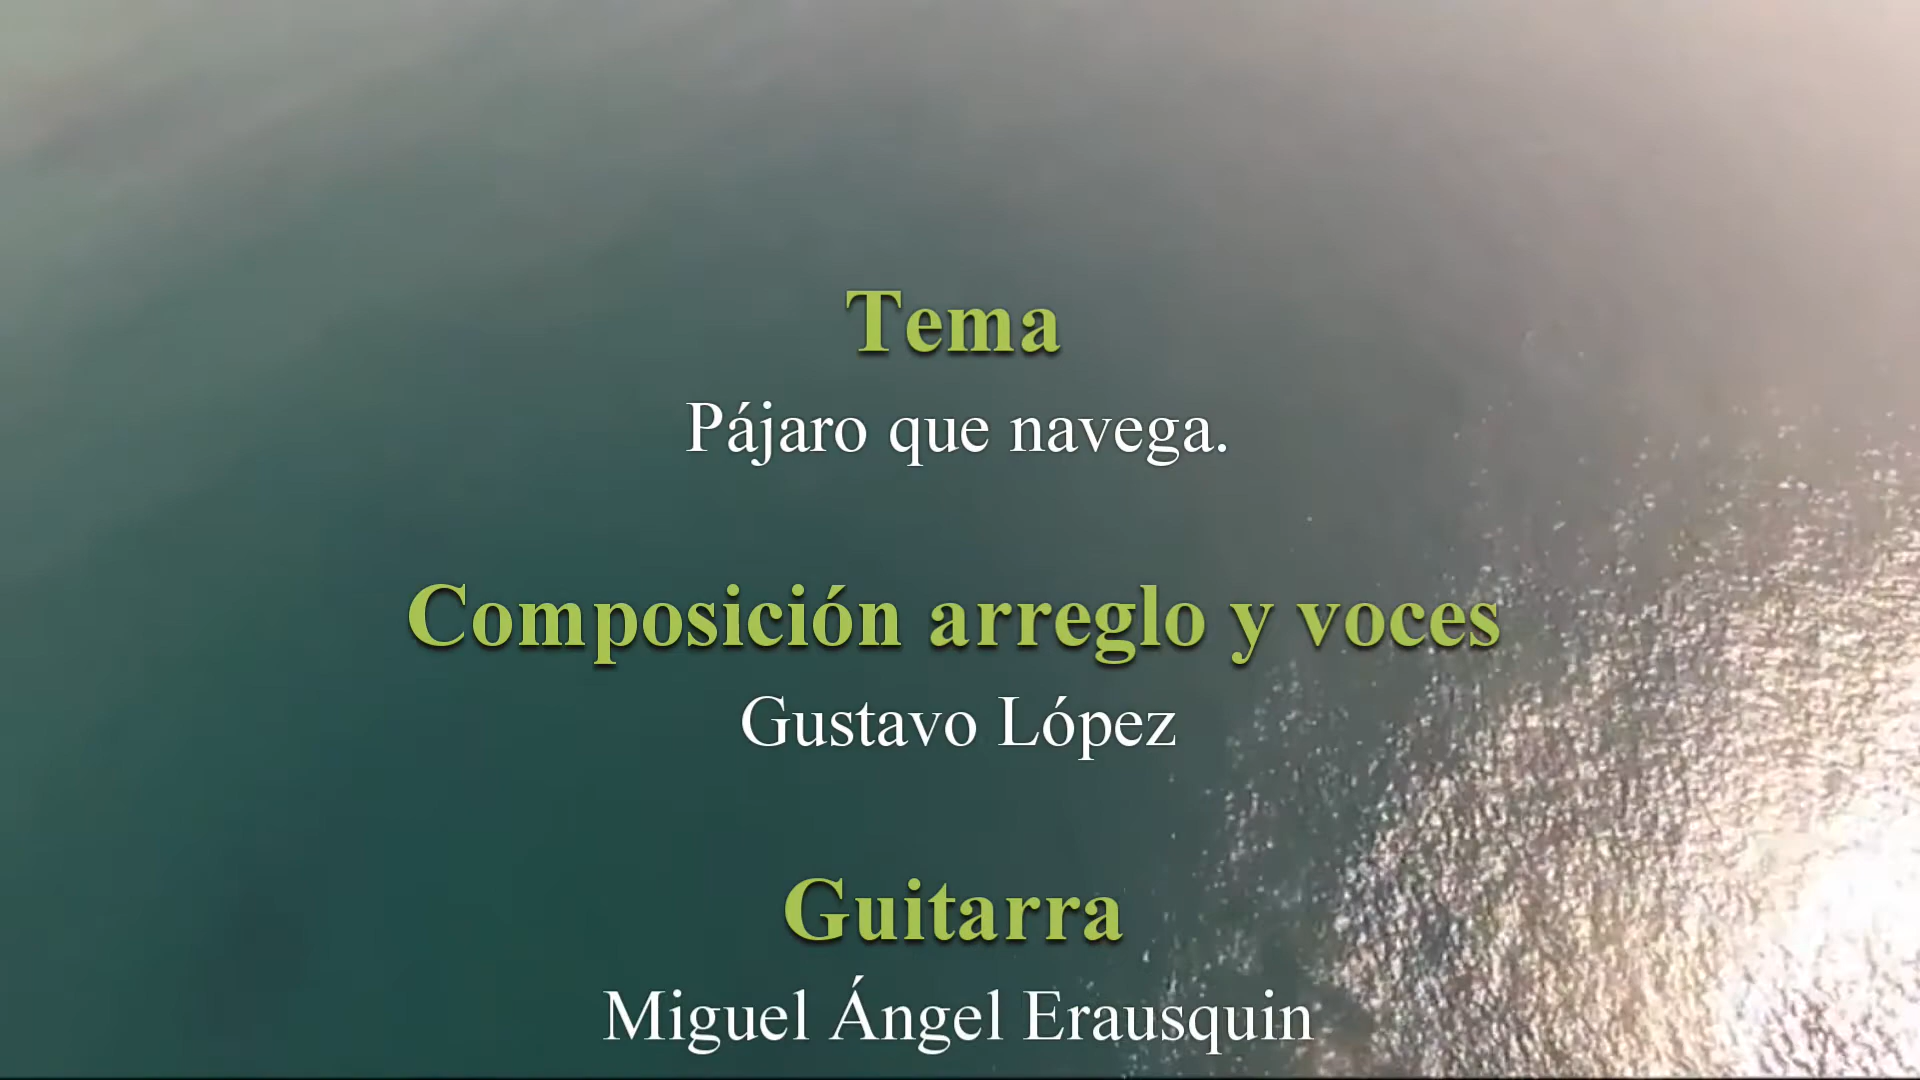 Tema
Pájaro que navega.
Composición arreglo y voces
Gustavo López
Guitarra
Miguel Ángel Erausquin